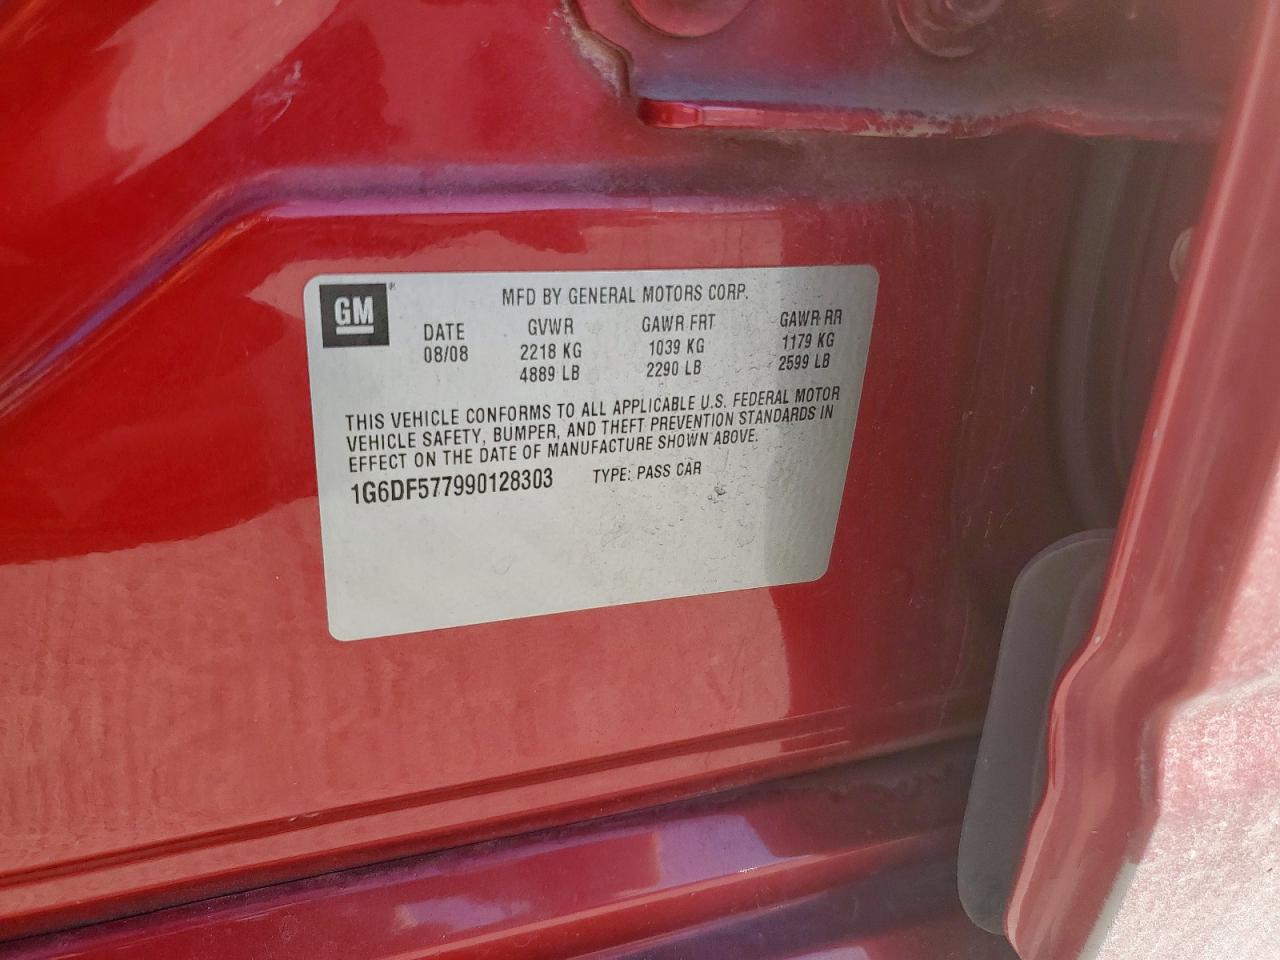 GM
MFD BY GENERAL MOTORS CORP.
DATE GVWR GAWR FRT GAWR RR
08/08 2218 KG 1039 KG 1179 KG
4889 LB 2290 LB 2599 LB
THIS VEHICLE CONFORMS TO ALL APPLICABLE U.S. FEDERAL MOTOR
VEHICLE SAFETY, BUMPER, AND THEFT PREVENTION STANDARDS IN
EFFECT ON THE DATE OF MANUFACTURE SHOWN ABOVE.
1G6DF577990128303 TYPE: PASS CAR